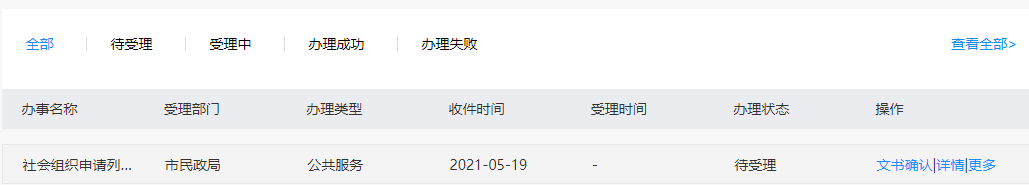 全部 待受理 受理中 办理成功 办理失败 查看全部>
办事名称 受理部门 办理类型 收件时间 受理时间 办理状态 操作
社会组织申请列... 市民政局 公共服务 2021-05-19 - 待受理 文书确认|详情|更多